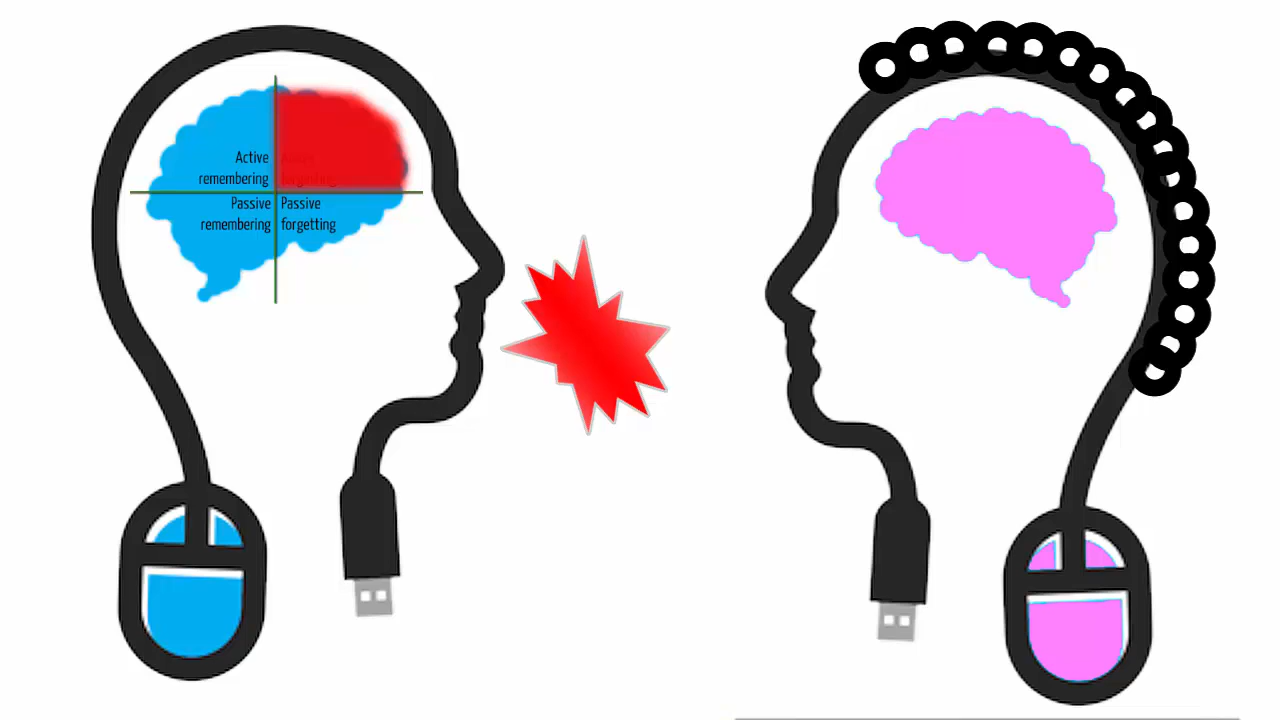 Active
remembering
Passive
remembering
Passive
forgetting